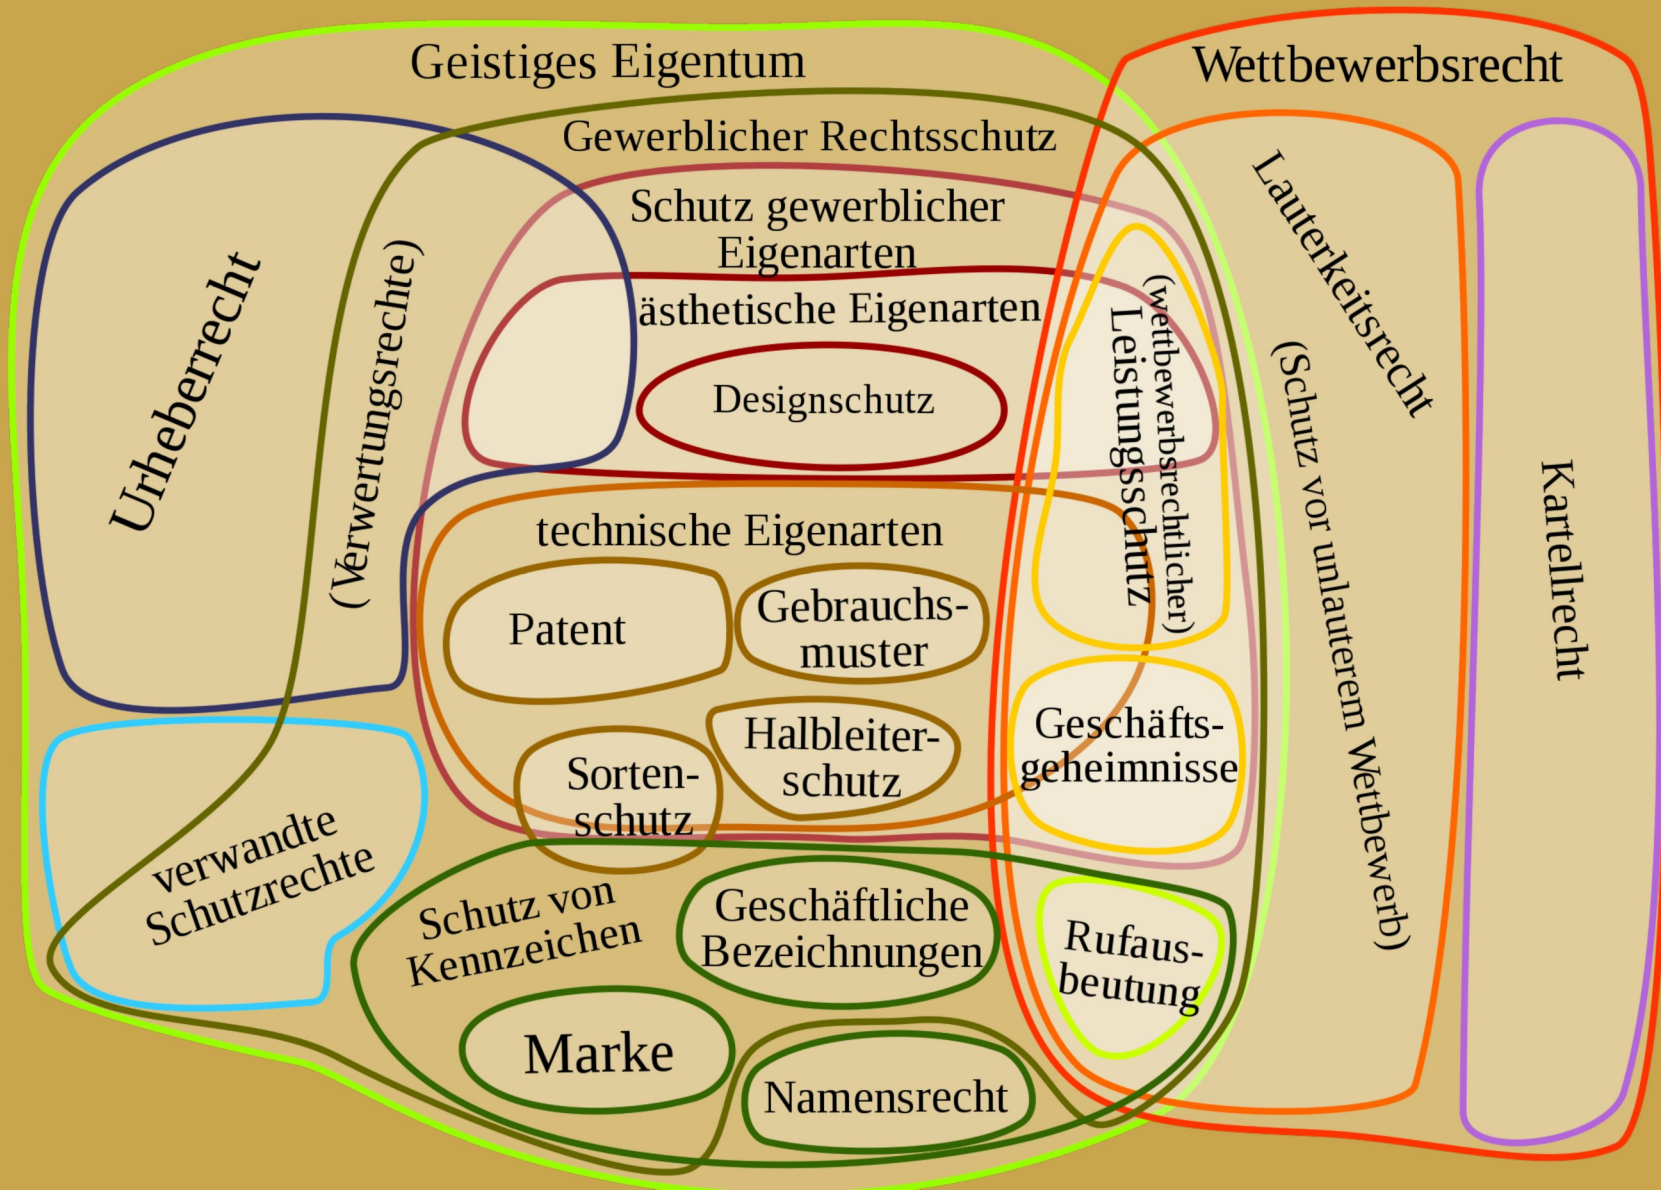 Geistiges Eigentum
Wettbewerbsrecht
Gewerblicher Rechtsschutz
Schutz gewerblicher
Eigenarten
ästhetische Eigenarten
Designschutz
Urheberrecht
(Verwertungsrechte)
(wettbewerbsrechtlicher)
Leistungsschutz
Lauterkeitsrecht
(Schutz vor unlauterem Wettbewerb)
Kartellrecht
technische Eigenarten
Patent
Gebrauchs-
muster
Sorten-
schutz
Halbleiter-
schutz
Geschäfts-
geheimnisse
verwandte
Schutzrechte
Schutz von
Kennzeichen
Geschäftliche
Bezeichnungen
Rufaus-
beutung
Marke
Namensrecht